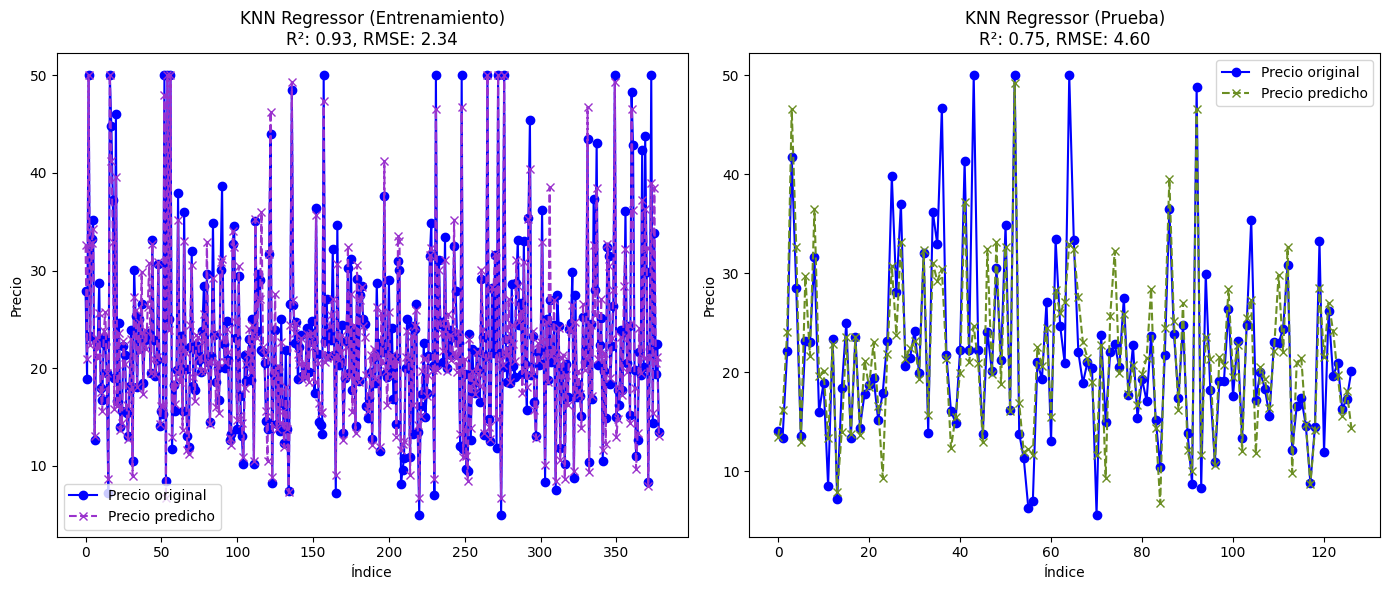 KNN Regressor (Entrenamiento)
R²: 0.93, RMSE: 2.34
Precio
50
40
30
20
10
Precio original
Precio predicho
0
50
100
150
200
250
300
350
Índice
KNN Regressor (Prueba)
R²: 0.75, RMSE: 4.60
Precio
50
40
30
20
10
Precio original
Precio predicho
0
20
40
60
80
100
120
Índice